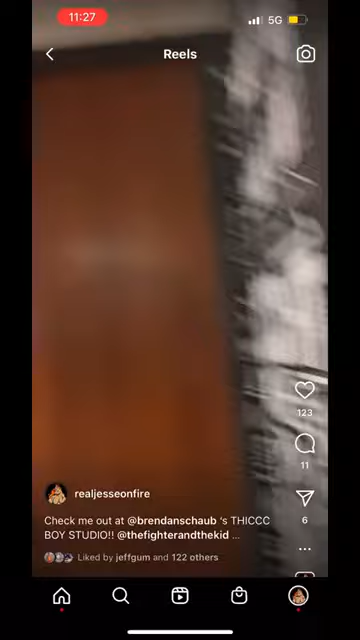 11:27
5G
Reels
123
11
realjesseonfire
Check me out at @brendanschaub 's THICCC
BOY STUDIO!! @thefighterandthekid ...
6
Liked by jeffgum and 122 others